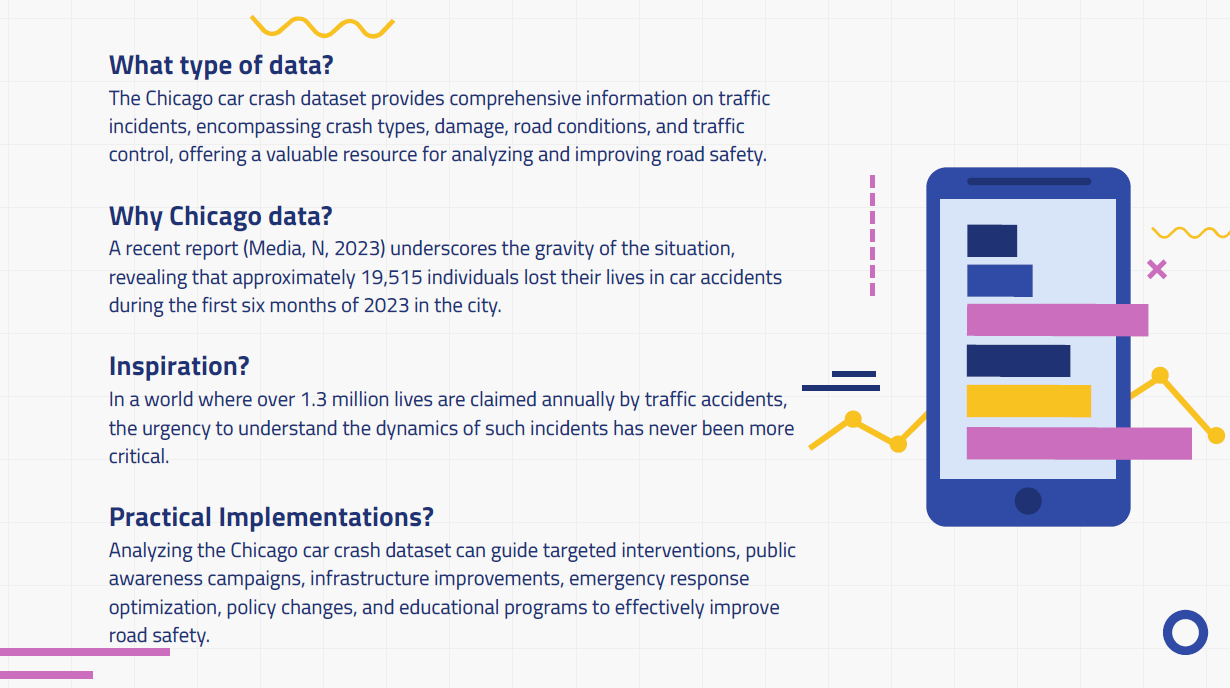 What type of data?
The Chicago car crash dataset provides comprehensive information on traffic
incidents, encompassing crash types, damage, road conditions, and traffic
control, offering a valuable resource for analyzing and improving road safety.
Why Chicago data?
A recent report (Media, N, 2023) underscores the gravity of the situation,
revealing that approximately 19,515 individuals lost their lives in car accidents
during the first six months of 2023 in the city.
Inspiration?
In a world where over 1.3 million lives are claimed annually by traffic accidents,
the urgency to understand the dynamics of such incidents has never been more
critical.
Practical Implementations?
Analyzing the Chicago car crash dataset can guide targeted interventions, public
awareness campaigns, infrastructure improvements, emergency response
optimization, policy changes, and educational programs to effectively improve
road safety.